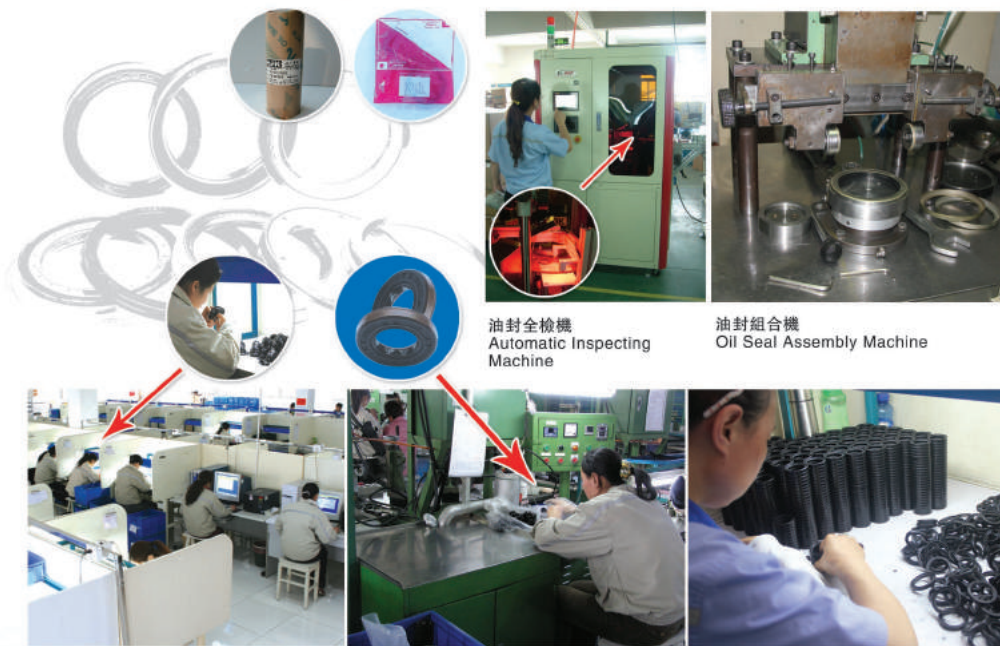 油封全檢機
Automatic Inspecting
Machine
油封組合機
Oil Seal Assembly Machine